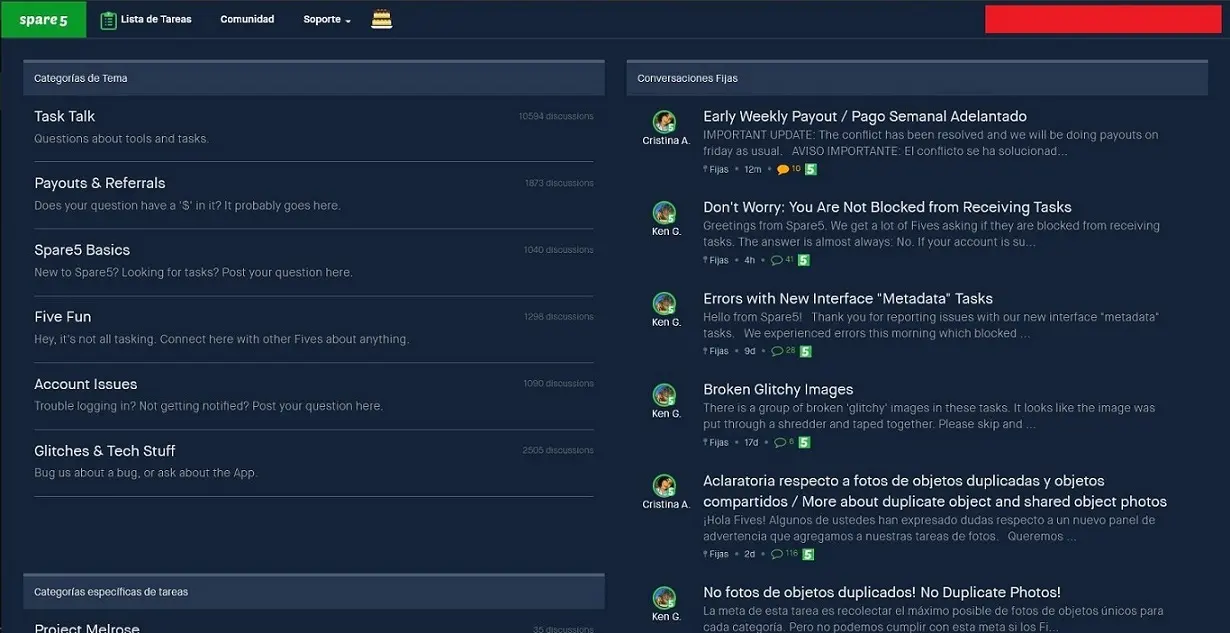 spare5
Lista de Tareas
Comunidad
Soporte
Categorías de Tema
Task Talk
10594 discussions
Questions about tools and tasks.
Payouts & Referrals
1873 discussions
Does your question have a '$' in it? It probably goes here.
Spare5 Basics
1040 discussions
New to Spare5? Looking for tasks? Post your question here.
Five Fun
1298 discussions
Hey, it's not all tasking. Connect here with other Fives about anything.
Account Issues
1090 discussions
Trouble logging in? Not getting notified? Post your question here.
Glitches & Tech Stuff
2505 discussions
Bug us about a bug, or ask about the App.
Categorías específicas de tareas
Project Melrose
35 discussions
Conversaciones Fijas
Cristina A.
Early Weekly Payout / Pago Semanal Adelantado
IMPORTANT UPDATE: The conflict has been resolved and we will be doing payouts on
friday as usual. AVISO IMPORTANTE: El conflicto se ha solucionad...
Fijas • 12m • 10 5
Ken G.
Don't Worry: You Are Not Blocked from Receiving Tasks
Greetings from Spare5. We get a lot of Fives asking if they are blocked from receiving
tasks. The answer is almost always: No. If your account is su...
Fijas • 4h • 41 5
Ken G.
Errors with New Interface "Metadata" Tasks
Hello from Spare5! Thank you for reporting issues with our new interface "metadata"
tasks. We experienced errors this morning which blocked ...
Fijas • 9d • 28 5
Ken G.
Broken Glitchy Images
There is a group of broken 'glitchy' images in these tasks. It looks like the image was
put through a shredder and taped together. Please skip and ...
Fijas • 17d • 6 5
Cristina A.
Aclaratoria respecto a fotos de objetos duplicadas y objetos
compartidos / More about duplicate object and shared object photos
¡Hola Fives! Algunos de ustedes han expresado dudas respecto a un nuevo panel de
advertencia que agregamos a nuestras tareas de fotos. Queremos ...
Fijas • 2d • 116 5
Ken G.
No fotos de objetos duplicados! No Duplicate Photos!
La meta de esta tarea es recolectar el máximo posible de fotos de objetos únicos para
cada categoría. Pero no podemos cumplir con esta meta si los Fi...